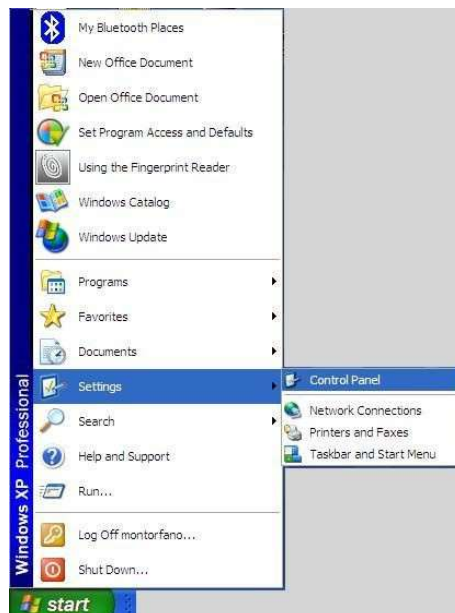 My Bluetooth Places
New Office Document
Open Office Document
Set Program Access and Defaults
Using the Fingerprint Reader
Windows Catalog
Windows Update
Programs
Favorites
Documents
Settings
Search
Help and Support
Run...
Log Off montorfano...
Shut Down...
Control Panel
Network Connections
Printers and Faxes
Taskbar and Start Menu
Windows XP Professional
start